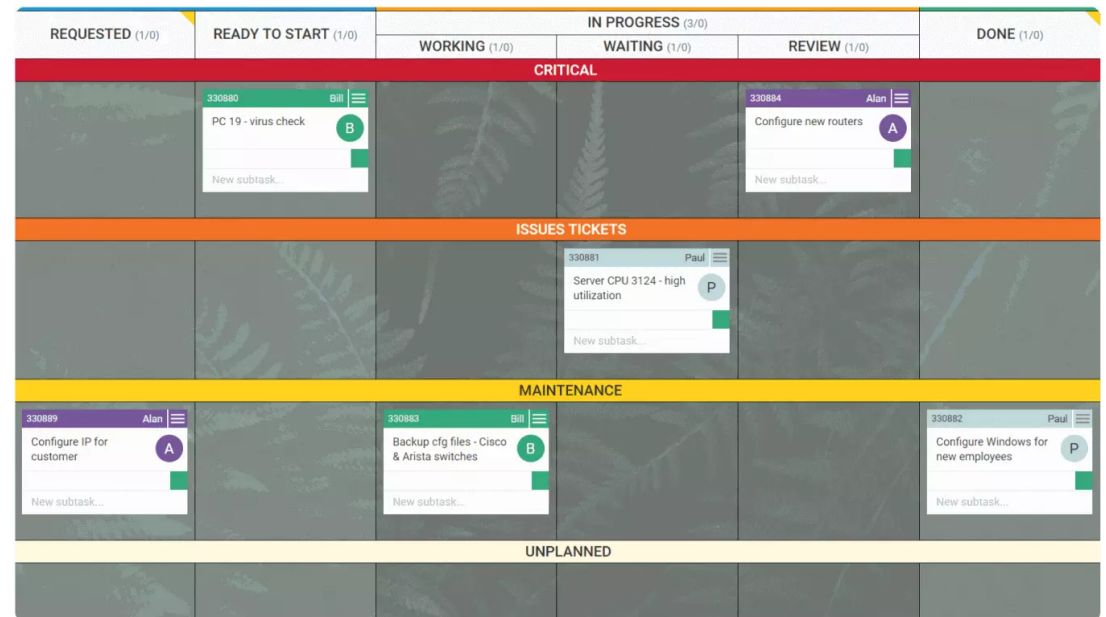 REQUESTED (1/0)
READY TO START (1/0)
IN PROGRESS (3/0)
WORKING (1/0)
WAITING (1/0)
REVIEW (1/0)
DONE (1/0)
CRITICAL
330880 Bill
PC 19 - virus check
B
New subtask...
330884 Alan
Configure new routers
A
New subtask...
ISSUES TICKETS
330881 Paul
Server CPU 3124 - high
utilization
P
New subtask...
MAINTENANCE
330889 Alan
Configure IP for
customer
A
New subtask...
330883 Bill
Backup cfg files - Cisco
& Arista switches
B
New subtask...
330882 Paul
Configure Windows for
new employees
P
New subtask...
UNPLANNED